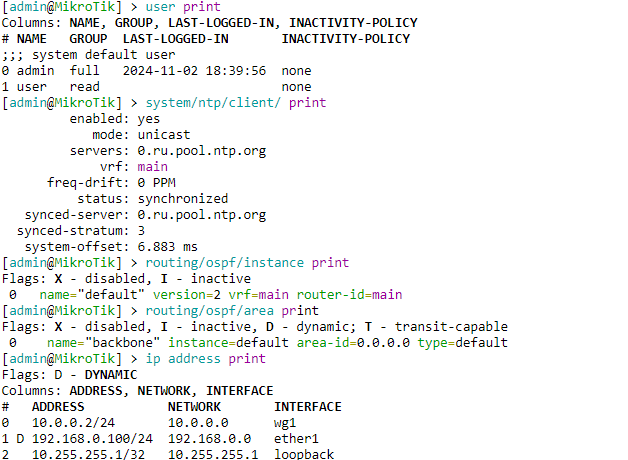 [admin@MikroTik] > user print
Columns: NAME, GROUP, LAST-LOGGED-IN, INACTIVITY-POLICY
# NAME   GROUP  LAST-LOGGED-IN       INACTIVITY-POLICY
;;; system default user
0 admin  full   2024-11-02 18:39:56  none
1 user   read                        none
[admin@MikroTik] > system/ntp/client/ print
         enabled: yes
            mode: unicast
         servers: 0.ru.pool.ntp.org
             vrf: main
      freq-drift: 0 PPM
          status: synchronized
   synced-server: 0.ru.pool.ntp.org
  synced-stratum: 3
   system-offset: 6.883 ms
[admin@MikroTik] > routing/ospf/instance print
Flags: X - disabled, I - inactive
 0   name="default" version=2 vrf=main router-id=main
[admin@MikroTik] > routing/ospf/area print
Flags: X - disabled, I - inactive, D - dynamic; T - transit-capable
 0    name="backbone" instance=default area-id=0.0.0.0 type=default
[admin@MikroTik] > ip address print
Flags: D - DYNAMIC
Columns: ADDRESS, NETWORK, INTERFACE
#   ADDRESS          NETWORK       INTERFACE
0   10.0.0.2/24      10.0.0.0      wg1
1 D 192.168.0.100/24  192.168.0.0  ether1
2   10.255.255.1/32  10.255.255.1  loopback